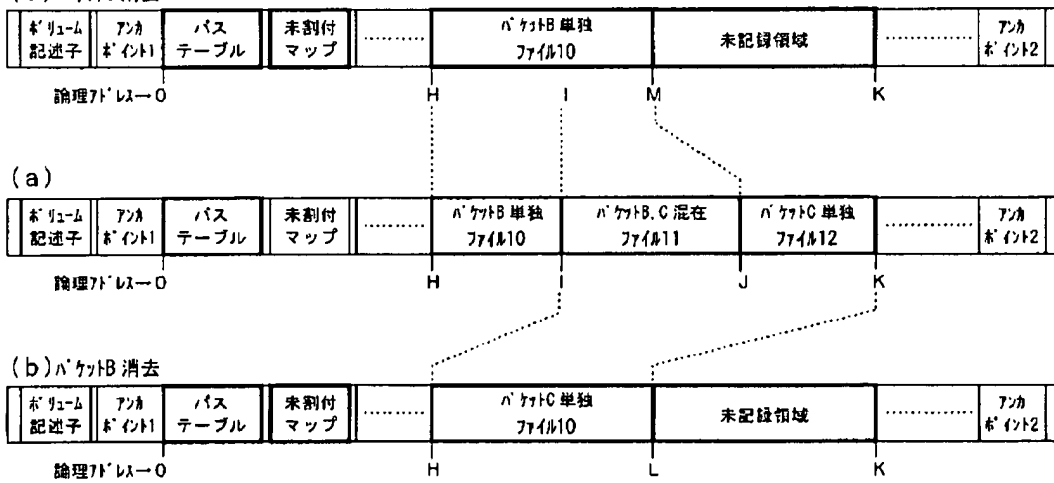 ボリューム 記述子
アンカ ポイント1
パス テーブル
未割付 マップ
パケットB 単独 ファイル10
未記録領域
アンカ ポイント2
論理アドレス→0 H I M K
(a)
ボリューム 記述子
アンカ ポイント1
パス テーブル
未割付 マップ
パケットB 単独 ファイル10
パケットB,C 混在 ファイル11
パケットC 単独 ファイル12
アンカ ポイント2
論理アドレス→0 H I J K
(b)パケットB 消去
ボリューム 記述子
アンカ ポイント1
パス テーブル
未割付 マップ
パケットC 単独 ファイル10
未記録領域
アンカ ポイント2
論理アドレス→0 H L K